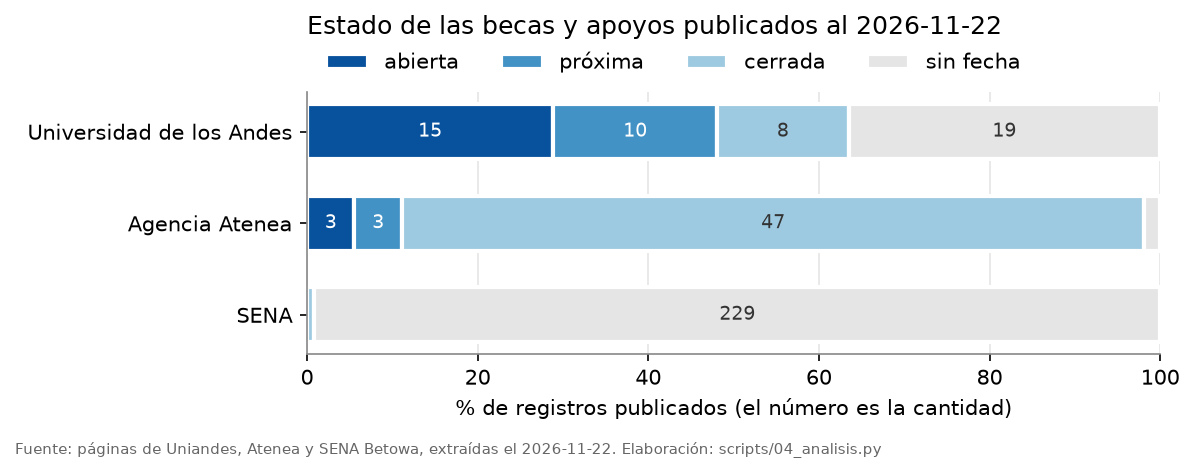 Estado de las becas y apoyos publicados al 2026-11-22
abierta próxima cerrada sin fecha
Universidad de los Andes 15 10 8 19
Agencia Atenea 3 3 47
SENA 229
0 20 40 60 80 100
% de registros publicados (el número es la cantidad)
Fuente: páginas de Uniandes, Atenea y SENA Betowa, extraídas el 2026-11-22. Elaboración: scripts/04_analisis.py